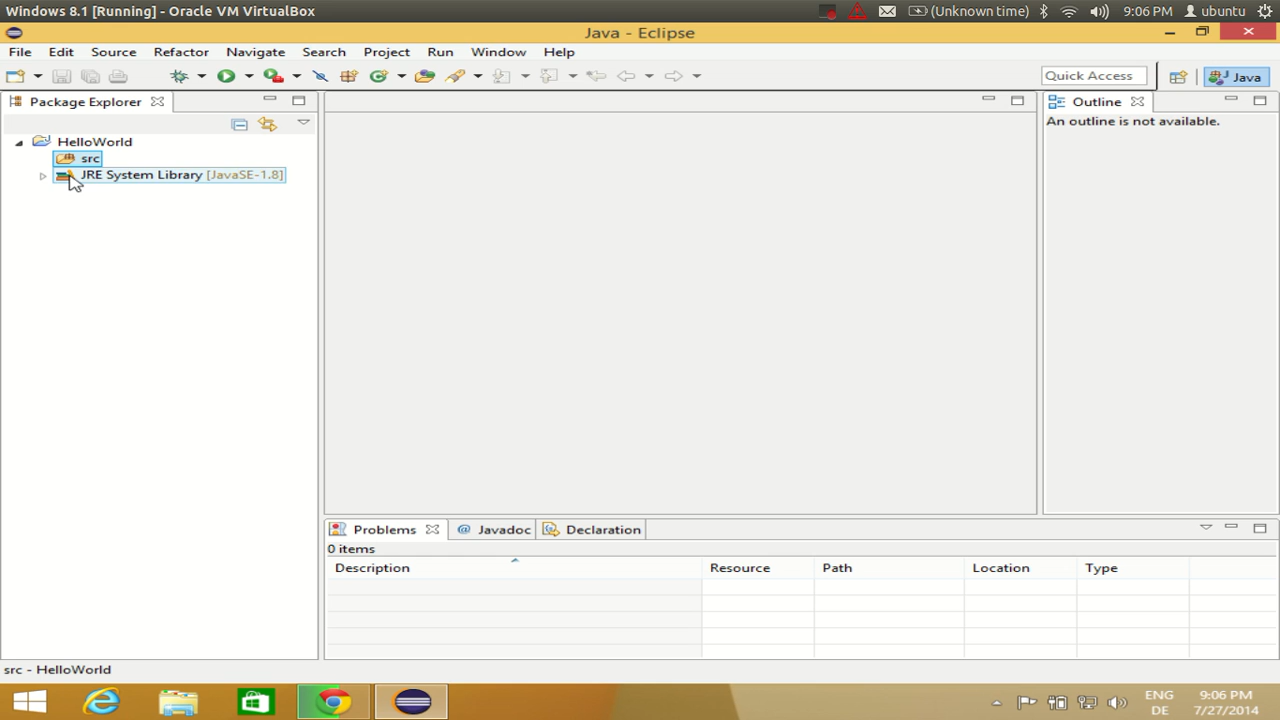 Windows 8.1 [Running] - Oracle VM VirtualBox
(Unknown time)
9:06 PM
ubuntu
Java - Eclipse
File Edit Source Refactor Navigate Search Project Run Window Help
Quick Access
Java
Package Explorer
HelloWorld
src
JRE System Library [JavaSE-1.8]
Outline
An outline is not available.
Problems
@ Javadoc
Declaration
0 items
Description Resource Path Location Type
src - HelloWorld
ENG
DE
9:06 PM
7/27/2014